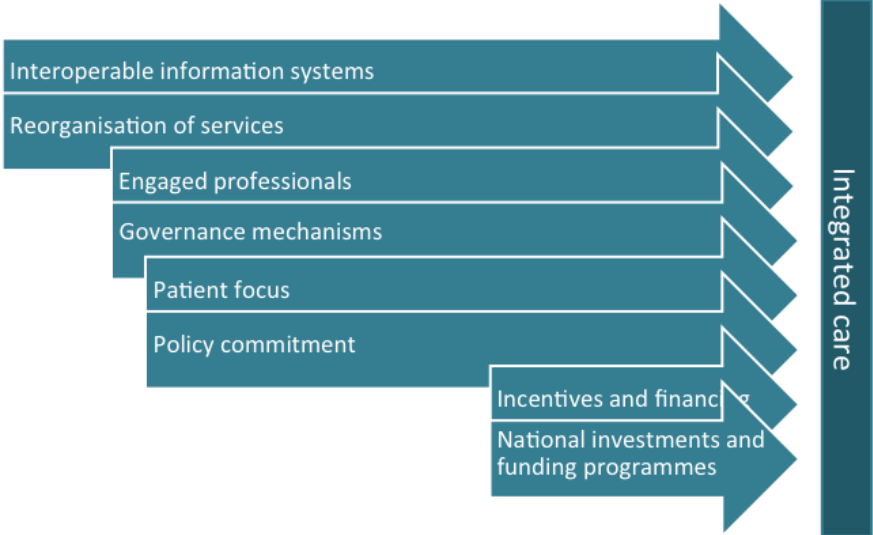 Interoperable information systems
Reorganisation of services
Engaged professionals
Governance mechanisms
Patient focus
Policy commitment
Incentives and financing
National investments and
funding programmes
Integrated care